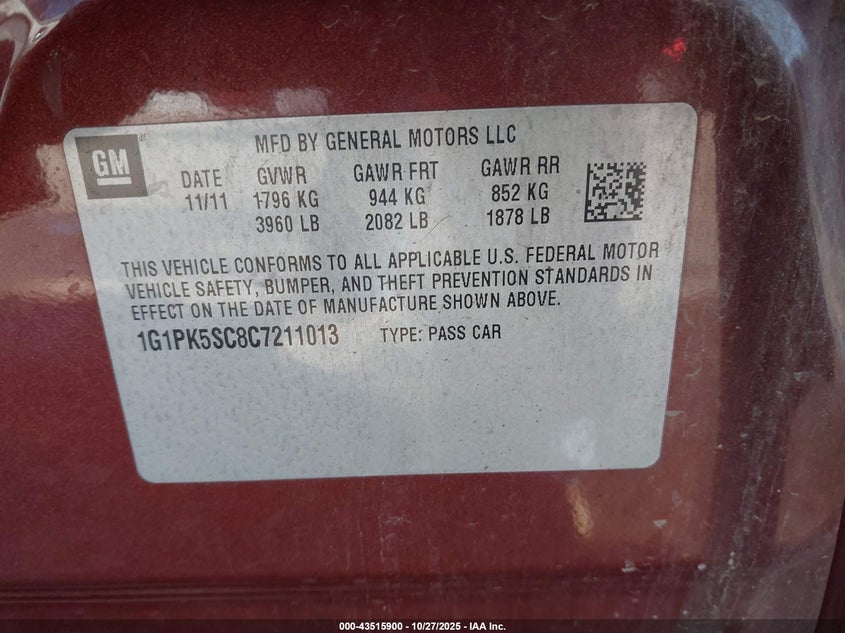 GM
MFD BY GENERAL MOTORS LLC
DATE GVWR GAWR FRT GAWR RR
11/11 1796 KG 944 KG 852 KG
3960 LB 2082 LB 1878 LB
THIS VEHICLE CONFORMS TO ALL APPLICABLE U.S. FEDERAL MOTOR
VEHICLE SAFETY, BUMPER, AND THEFT PREVENTION STANDARDS IN
EFFECT ON THE DATE OF MANUFACTURE SHOWN ABOVE.
1G1PK5SC8C7211013 TYPE: PASS CAR
000-43515900 - 10/27/2025 - IAA Inc.